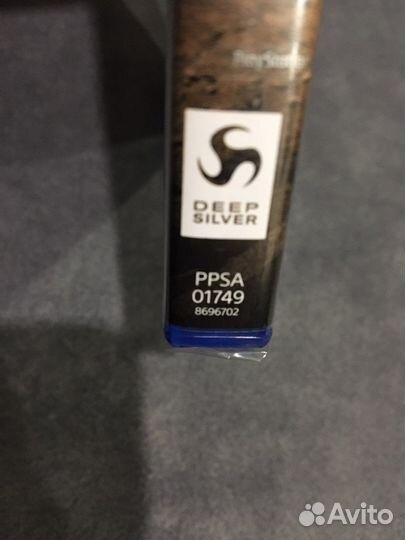 DEEP
SILVER
PPSA
01749
8696702
Avito